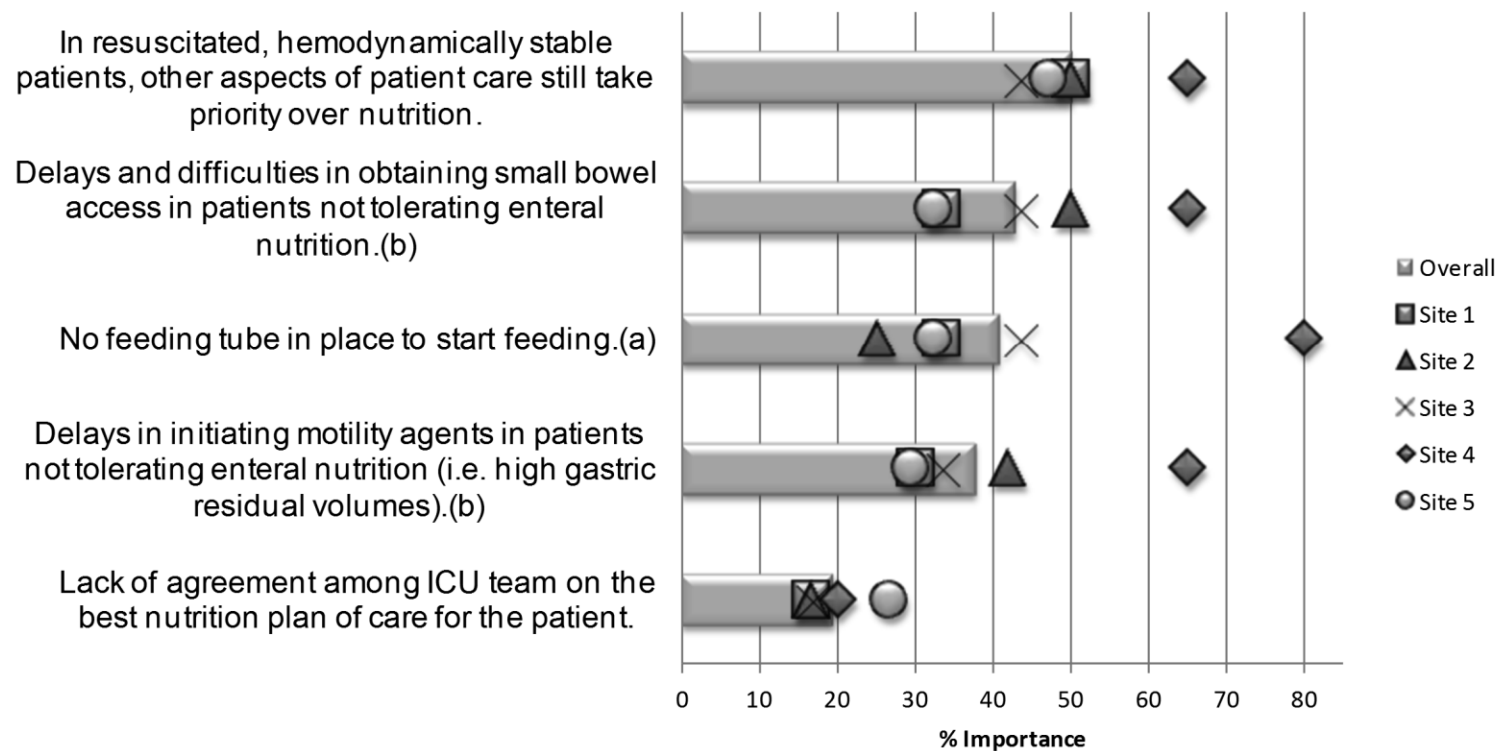 In resuscitated, hemodynamically stable
patients, other aspects of patient care still take
priority over nutrition.
Delays and difficulties in obtaining small bowel
access in patients not tolerating enteral
nutrition.(b)
No feeding tube in place to start feeding.(a)
Delays in initiating motility agents in patients
not tolerating enteral nutrition (i.e. high gastric
residual volumes).(b)
Lack of agreement among ICU team on the
best nutrition plan of care for the patient.
0 10 20 30 40 50 60 70 80
% Importance
Overall
Site 1
Site 2
Site 3
Site 4
Site 5